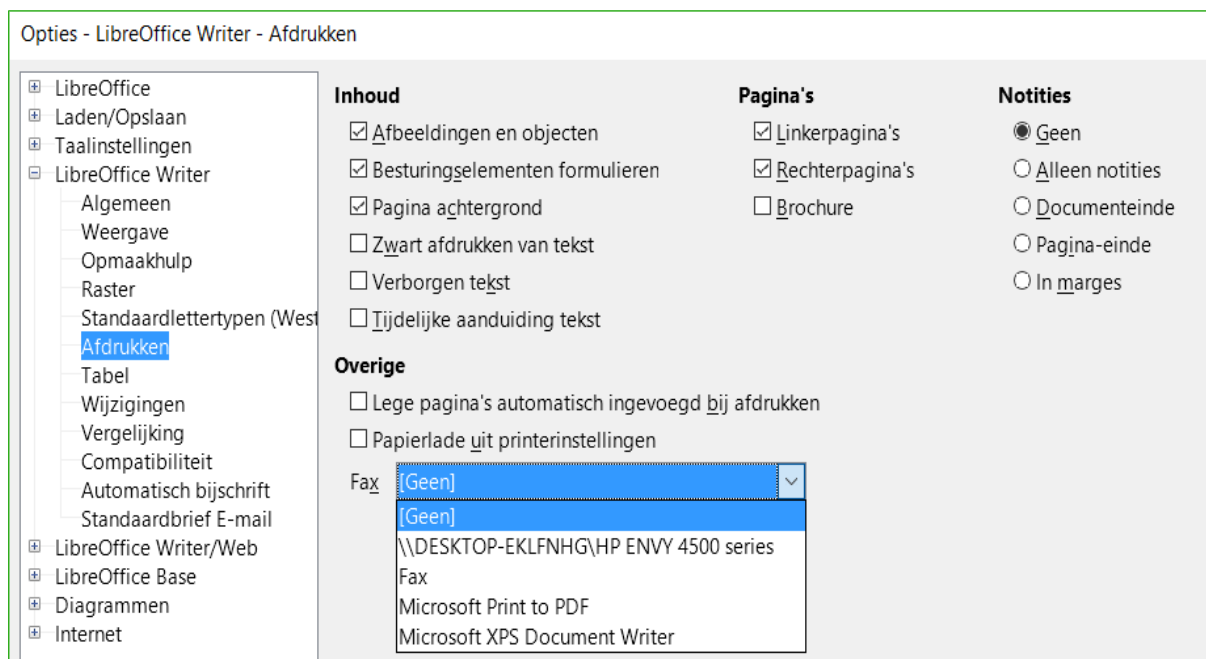 Opties - LibreOffice Writer - Afdrukken
LibreOffice
Laden/Opslaan
Taalinstellingen
LibreOffice Writer
Algemeen
Weergave
Opmaakhulp
Raster
Standaardlettertypen (West
Afdrukken
Tabel
Wijzigingen
Vergelijking
Compatibiliteit
Automatisch bijschrift
Standaardbrief E-mail
LibreOffice Writer/Web
LibreOffice Base
Diagrammen
Internet
Inhoud
Afbeeldingen en objecten
Besturingselementen formulieren
Pagina achtergrond
Zwart afdrukken van tekst
Verborgen tekst
Tijdelijke aanduiding tekst
Pagina's
Linkerpagina's
Rechterpagina's
Brochure
Notities
Geen
Alleen notities
Documenteinde
Pagina-einde
In marges
Overige
Lege pagina's automatisch ingevoegd bij afdrukken
Papierlade uit printerinstellingen
Fax [Geen]
[Geen]
\\DESKTOP-EKLFNHG\HP ENVY 4500 series
Fax
Microsoft Print to PDF
Microsoft XPS Document Writer